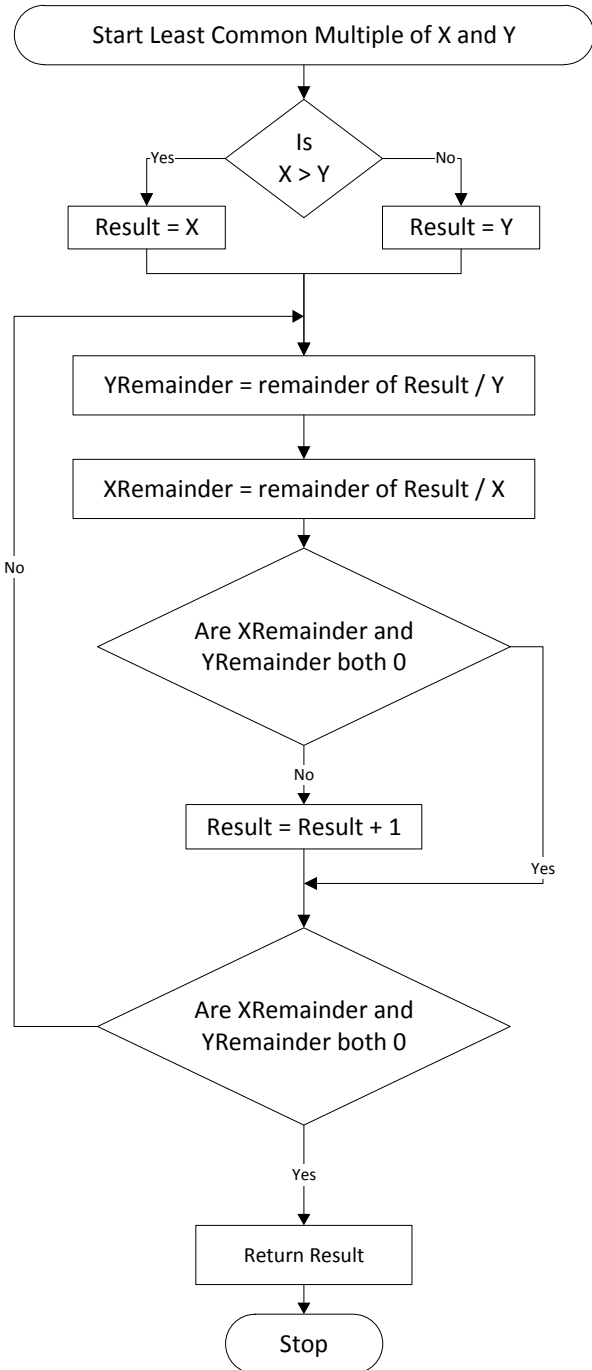 Start Least Common Multiple of X and Y
Is
X > Y
Yes
No
Result = X
Result = Y
YRemainder = remainder of Result / Y
XRemainder = remainder of Result / X
No
Are XRemainder and
YRemainder both 0
No
Result = Result + 1
Yes
Are XRemainder and
YRemainder both 0
Yes
Return Result
Stop